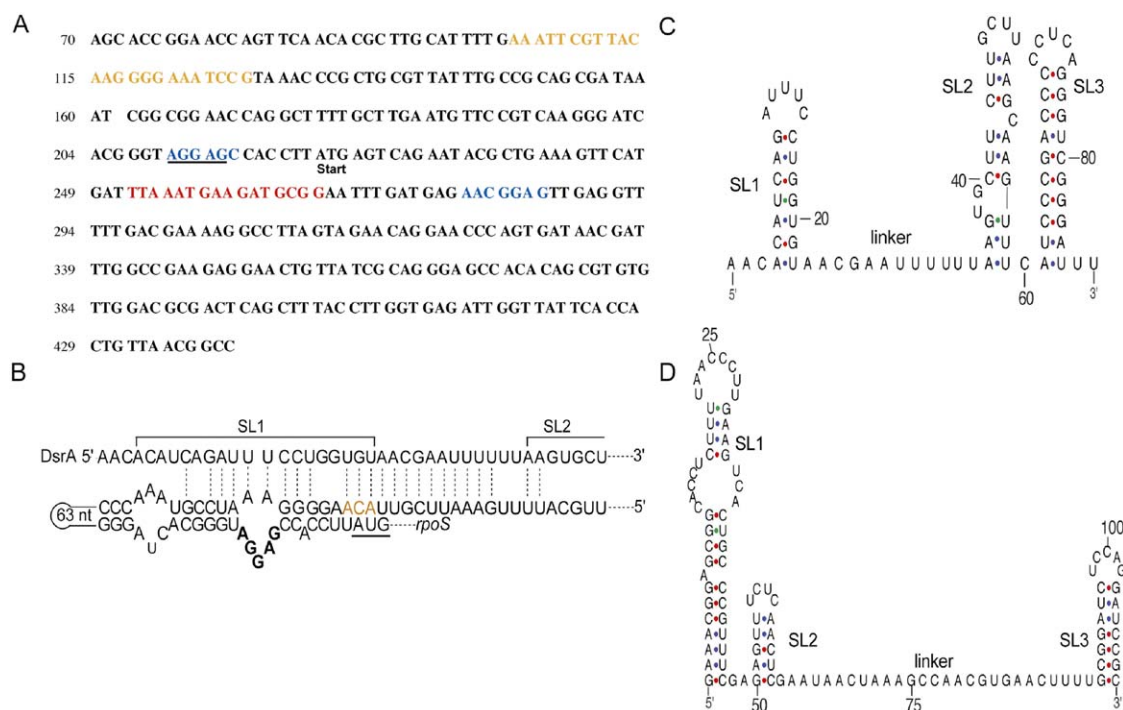 A
70 AGC ACC GGA ACC AGT TCA ACA CGC TTG CAT TTT GAA ATT CGT TAC
115 AAG GGG AAA TCC GTA AAC CCG CTG CGT TAT TTG CCG CAG CGA TAA
160 AT CGG CGG AAC CAG GCT TTT GCT TGA ATG TTC CGT CAA GGG ATC
204 ACG GGT AGG AGC CAC CTT ATG AGT CAG AAT ACG CTG AAA GTT CAT
Start
249 GAT TTA AAT GAA GAT GCG GAA TTT GAT GAG AAC GGA GTT GAG GTT
294 TTT GAC GAA AAG GCC TTA GTA GAA CAG GAA CCC AGT GAT AAC GAT
339 TTG GCC GAA GAG GAA CTG TTA TCG CAG GGA GCC ACA CAG CGT GTG
384 TTG GAC GCG ACT CAG CTT TAC CTT GGT GAG ATT GGT TAT TCA CCA
429 CTG TTA ACG GCC
B
SL1 SL2
DsrA 5' AACACAUCAGAUUUCCUGGUGUAACGAAUUUUUUAAGUGCU 3'
63 nt CCCAAAUGCCUAAAGGGGAACAUUGCUUAAAGUUUUACGUU 5'
GGGUACACGGGUGGAGCCACCUUAUG rpoS
C
SL1
SL2
SL3
20
40
80
linker
AACAUAACGAAUUUUUUAUCAUUU
5' 60 3'
D
25
SL1
100
SL2
SL3
linker
GCGAGCGAAUAACUAAAGCCAACGUGAACUUUUGC
5' 50 75 3'